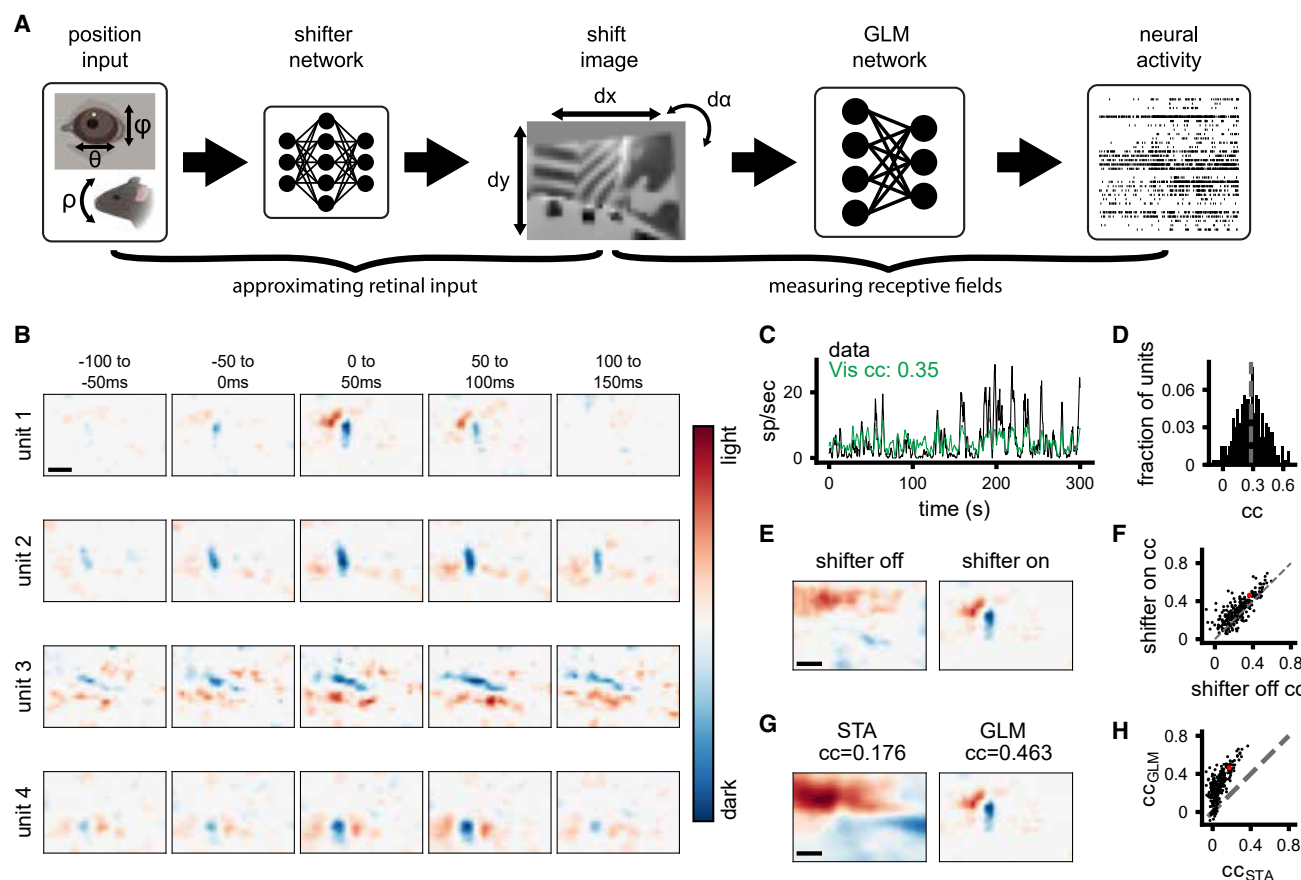 A
position
input
shifter
network
shift
image
GLM
network
neural
activity
φ
θ
ρ
dx
dy
dα
approximating retinal input
measuring receptive fields
B
-100 to
-50ms
-50 to
0ms
0 to
50ms
50 to
100ms
100 to
150ms
unit 1
unit 2
unit 3
unit 4
light
dark
C
data
Vis cc: 0.35
sp/sec
20
0
0
100
200
300
time (s)
D
fraction of units
0.06
0.03
0
0
0.3
0.6
cc
E
shifter off
shifter on
F
shifter on cc
0.8
0.4
0
0
0.4
0.8
shifter off cc
G
STA
cc=0.176
GLM
cc=0.463
H
ccGLM
0.8
0.4
0
0
0.4
0.8
ccSTA